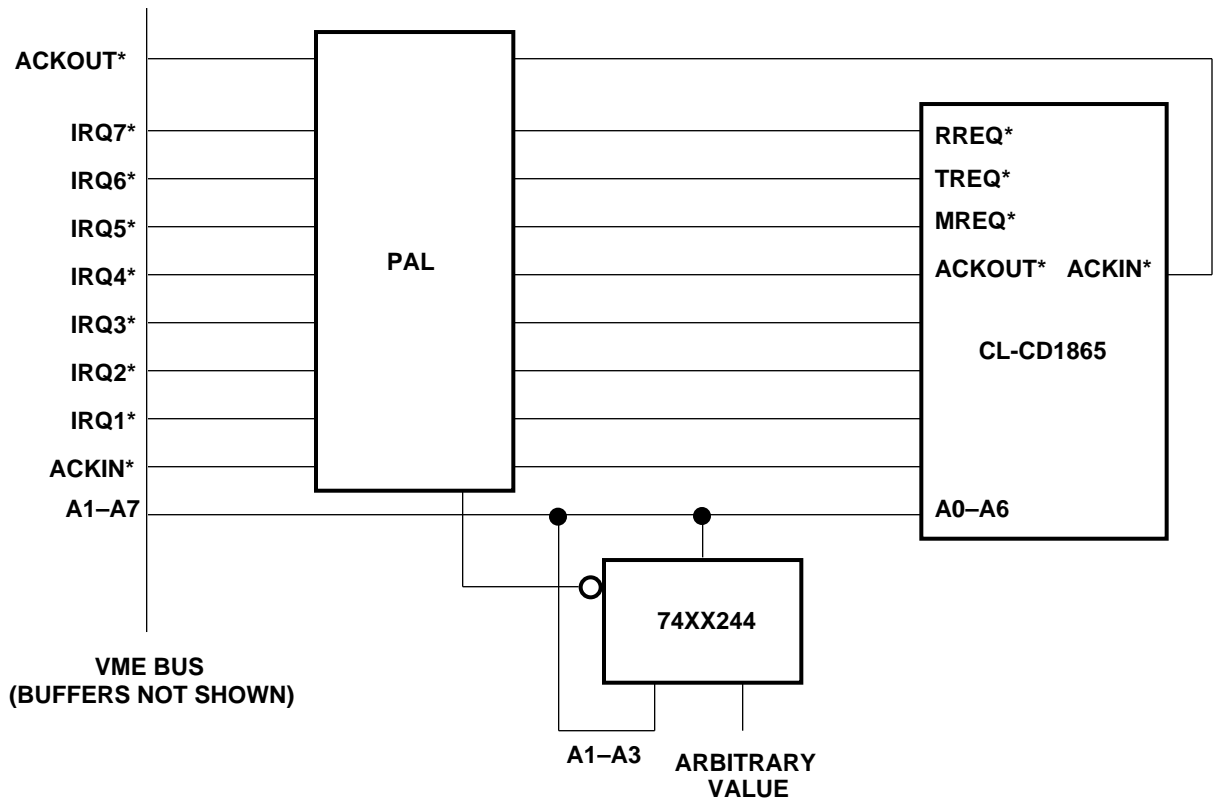 ACKOUT*
IRQ7*
IRQ6*
IRQ5*
IRQ4*
IRQ3*
IRQ2*
IRQ1*
ACKIN*
A1–A7
VME BUS
(BUFFERS NOT SHOWN)
PAL
RREQ*
TREQ*
MREQ*
ACKOUT* ACKIN*
CL-CD1865
A0–A6
74XX244
A1–A3
ARBITRARY
VALUE